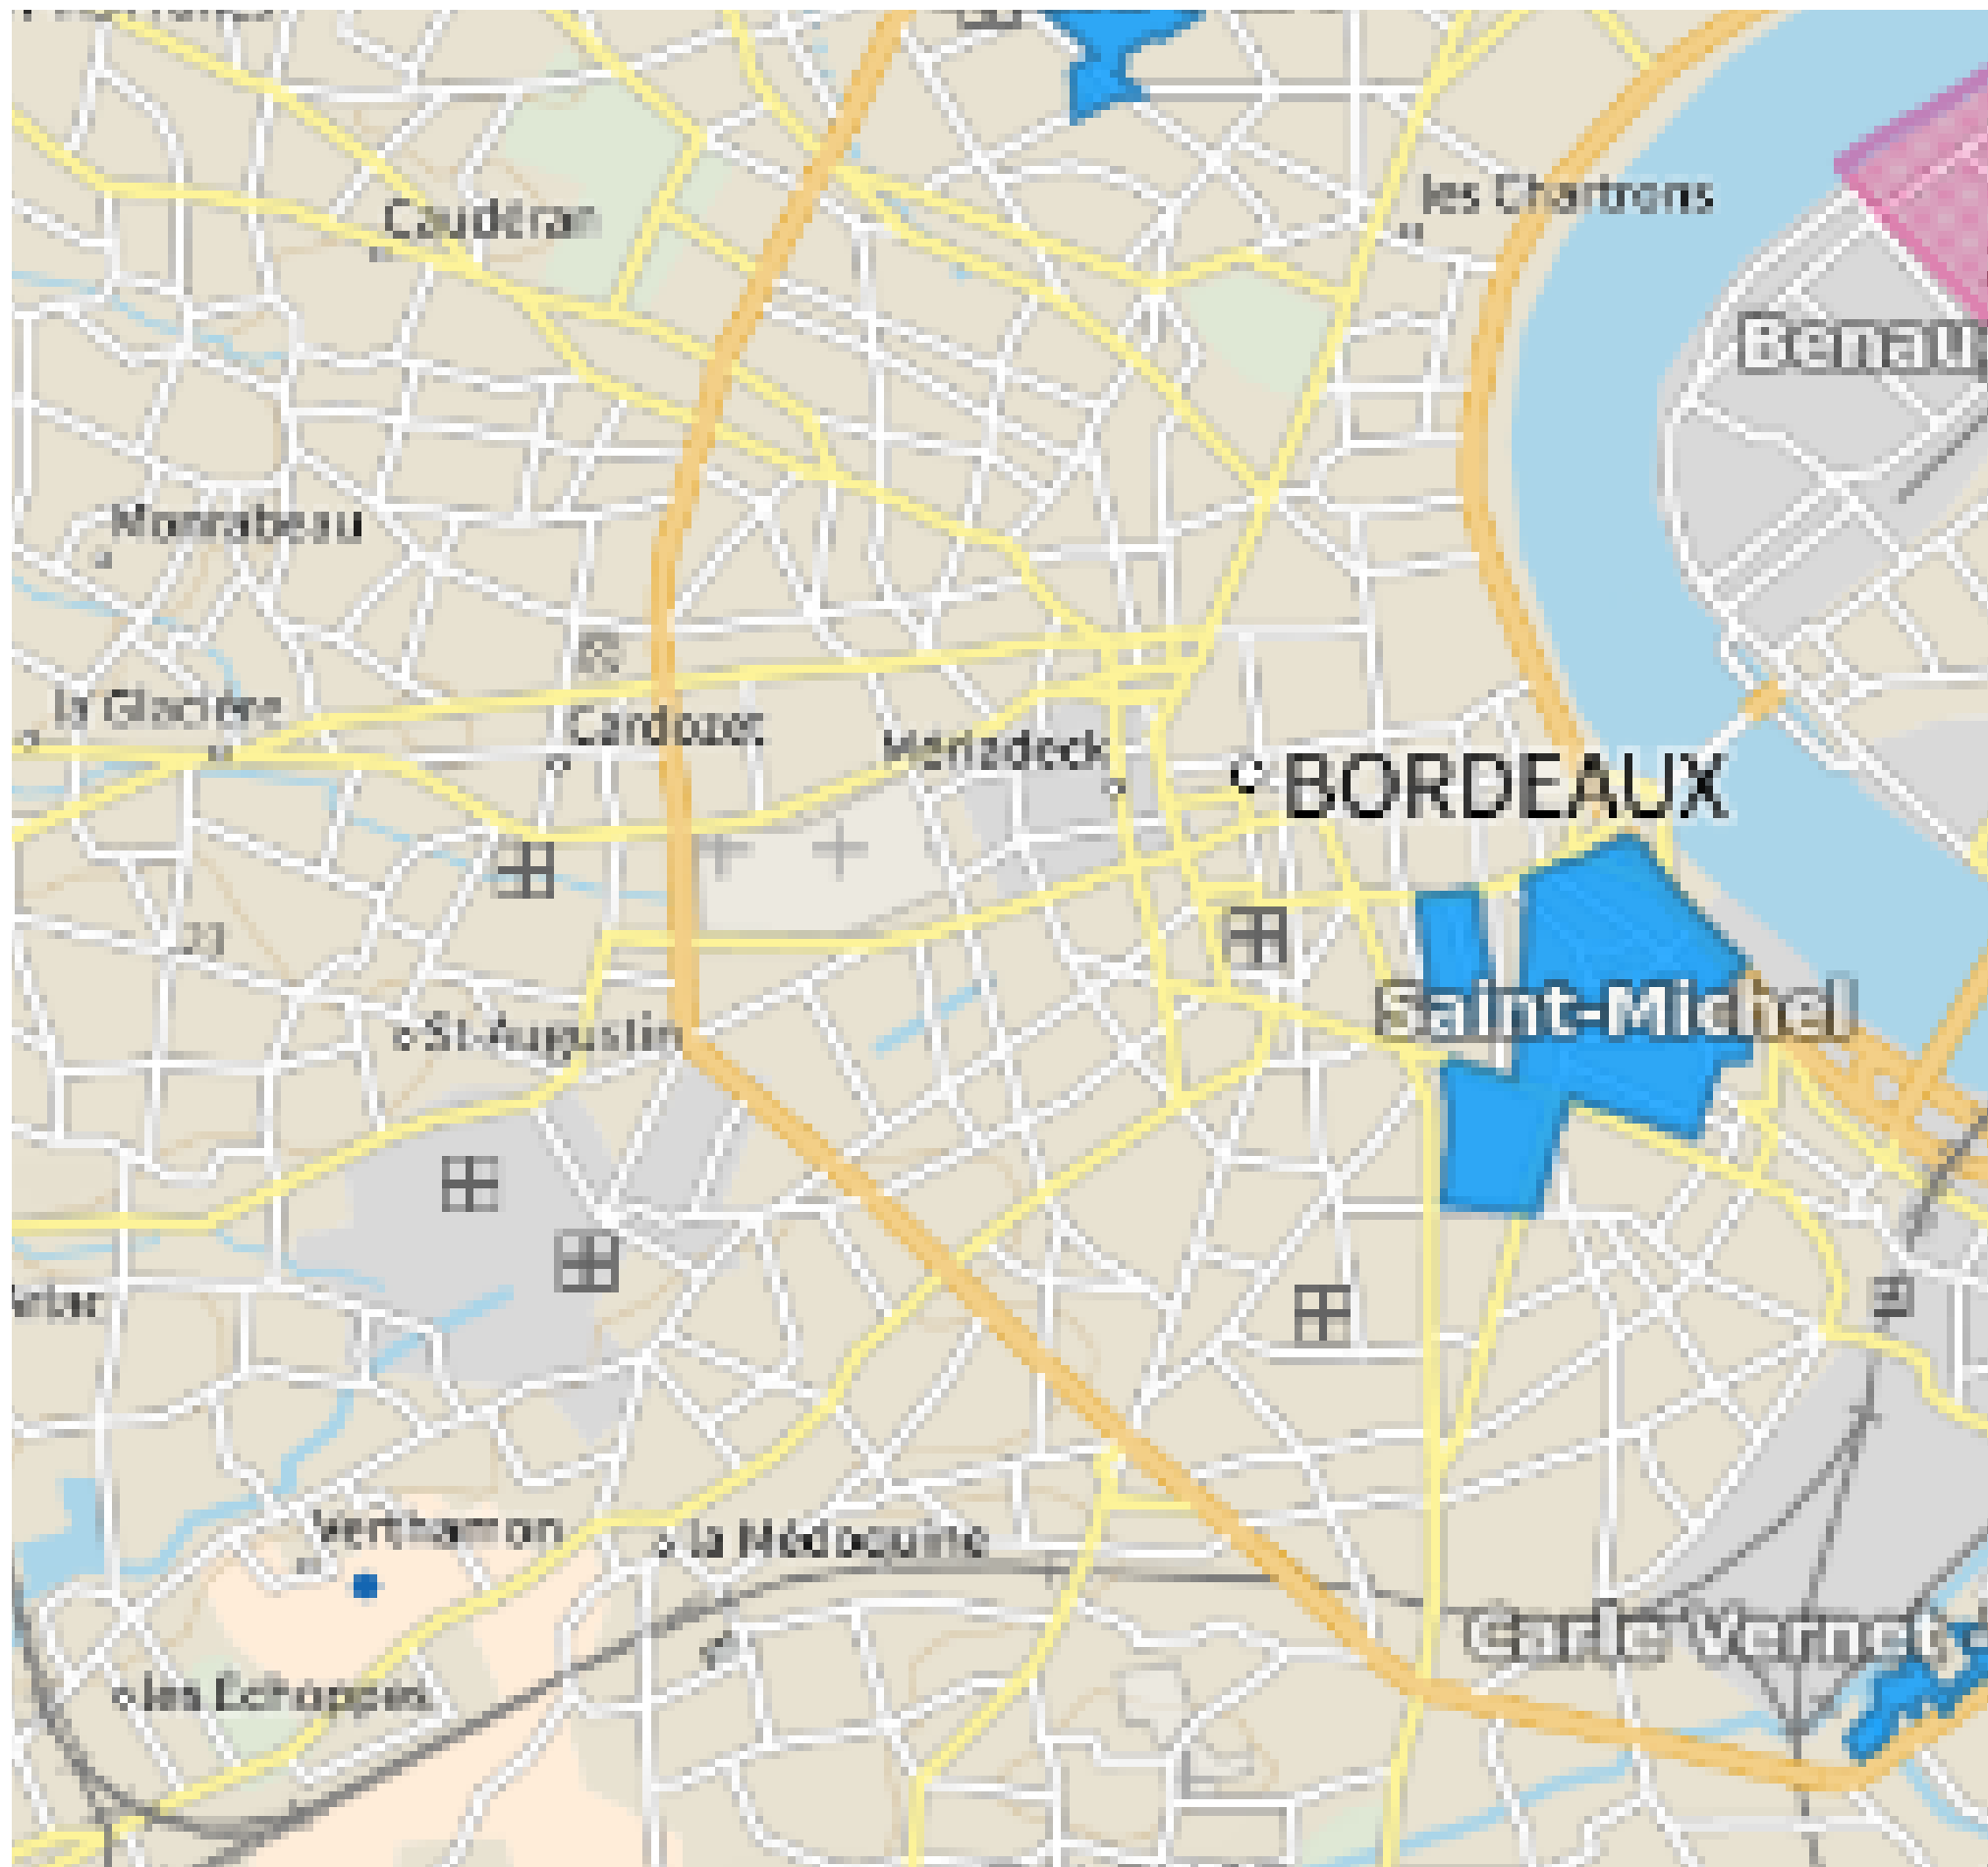 les Chartrons
Caudéran
Benau
Monrabeau
la Glacière
Cardozet
Mériadeck
BORDEAUX
Saint-Michel
St-Augustin
Verthamon
la Médoquine
Carle Vernet
les Échoppes